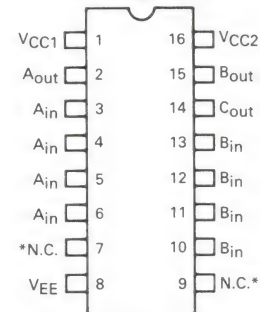 VCC1 1 16 VCC2
Aout 2 15 Bout
Ain 3 14 Cout
Ain 4 13 Bin
Ain 5 12 Bin
Ain 6 11 Bin
*N.C. 7 10 Bin
VEE 8 9 N.C.*